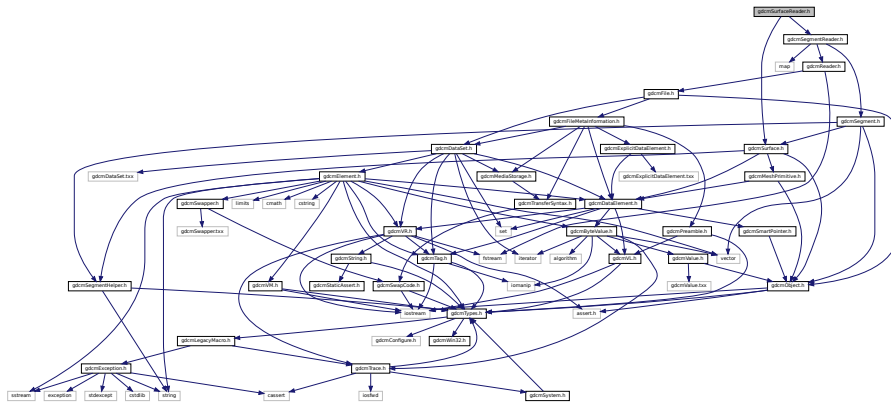 gdcmSurfaceReader.h
gdcmSegmentReader.h
map
gdcmReader.h
gdcmFile.h
gdcmFileMetaInformation.h
gdcmSegment.h
gdcmDataSet.h
gdcmExplicitDataElement.h
gdcmSurface.h
gdcmDataSet.txx
gdcmElement.h
gdcmMediaStorage.h
gdcmExplicitDataElement.txx
gdcmMeshPrimitive.h
gdcmSwapper.h
limits
cmath
cstring
gdcmTransferSyntax.h
gdcmDataElement.h
gdcmSwapper.txx
gdcmVR.h
set
gdcmByteValue.h
gdcmPreamble.h
gdcmSmartPointer.h
gdcmString.h
gdcmTag.h
fstream
iterator
algorithm
gdcmVL.h
gdcmValue.h
vector
gdcmSegmentHelper.h
gdcmVM.h
gdcmStaticAssert.h
gdcmSwapCode.h
iomanip
gdcmValue.txx
gdcmObject.h
iostream
gdcmTypes.h
assert.h
gdcmLegacyMacro.h
gdcmConfigure.h
gdcmWin32.h
gdcmException.h
gdcmTrace.h
sstream
exception
stdexcept
cstdlib
string
cassert
iosfwd
gdcmSystem.h